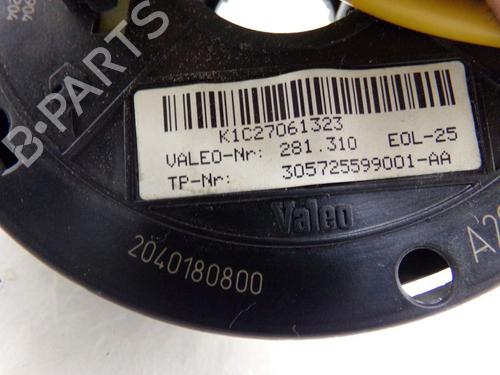 K1C27061323
VALEO-Nr: 281.310 EOL-25
TP-Nr: 305725599001-AA
Valeo
2040180800
B-PARTS